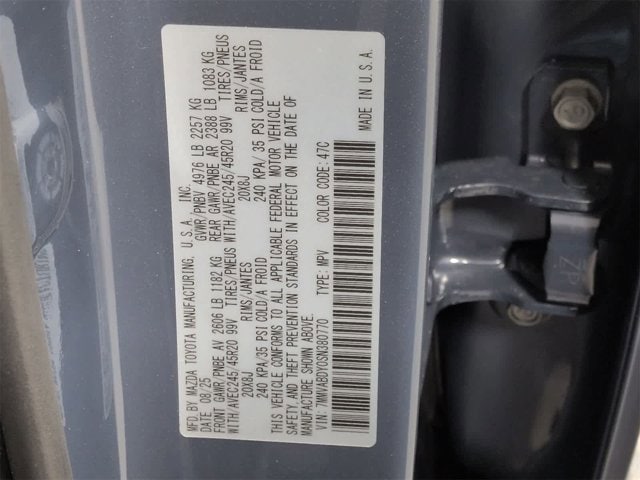 MFD. BY MAZDA TOYOTA MANUFACTURING, U.S.A. INC.
DATE 08/25 GVWR/PNBV 4976 LB 2257 KG
FRONT GAWR/PNBE AV 2606 LB 1182 KG REAR GAWR/PNBE AR 2388 LB 1083 KG
WITH/AVEC245/45R20 99V TIRES/PNEUS WITH/AVEC245/45R20 99V TIRES/PNEUS
20X8J RIMS/JANTES 20X8J RIMS/JANTES
240 KPA/35 PSI COLD/A FROID 240 KPA/ 35 PSI COLD/A FROID
THIS VEHICLE CONFORMS TO ALL APPLICABLE FEDERAL MOTOR VEHICLE
SAFETY AND THEFT PREVENTION STANDARDS IN EFFECT ON THE DATE OF
MANUFACTURE SHOWN ABOVE.
VIN: TYPE: MPV COLOR CODE: 47C MADE IN U.S.A.
ZP